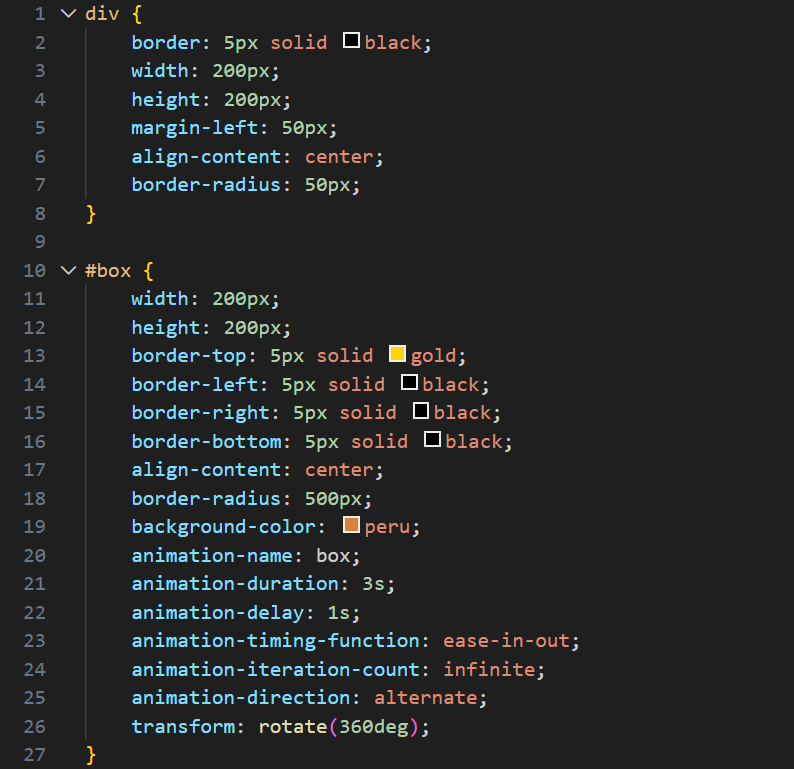 1 div {
2 border: 5px solid black;
3 width: 200px;
4 height: 200px;
5 margin-left: 50px;
6 align-content: center;
7 border-radius: 50px;
8 }
9
10 #box {
11 width: 200px;
12 height: 200px;
13 border-top: 5px solid gold;
14 border-left: 5px solid black;
15 border-right: 5px solid black;
16 border-bottom: 5px solid black;
17 align-content: center;
18 border-radius: 500px;
19 background-color: peru;
20 animation-name: box;
21 animation-duration: 3s;
22 animation-delay: 1s;
23 animation-timing-function: ease-in-out;
24 animation-iteration-count: infinite;
25 animation-direction: alternate;
26 transform: rotate(360deg);
27 }